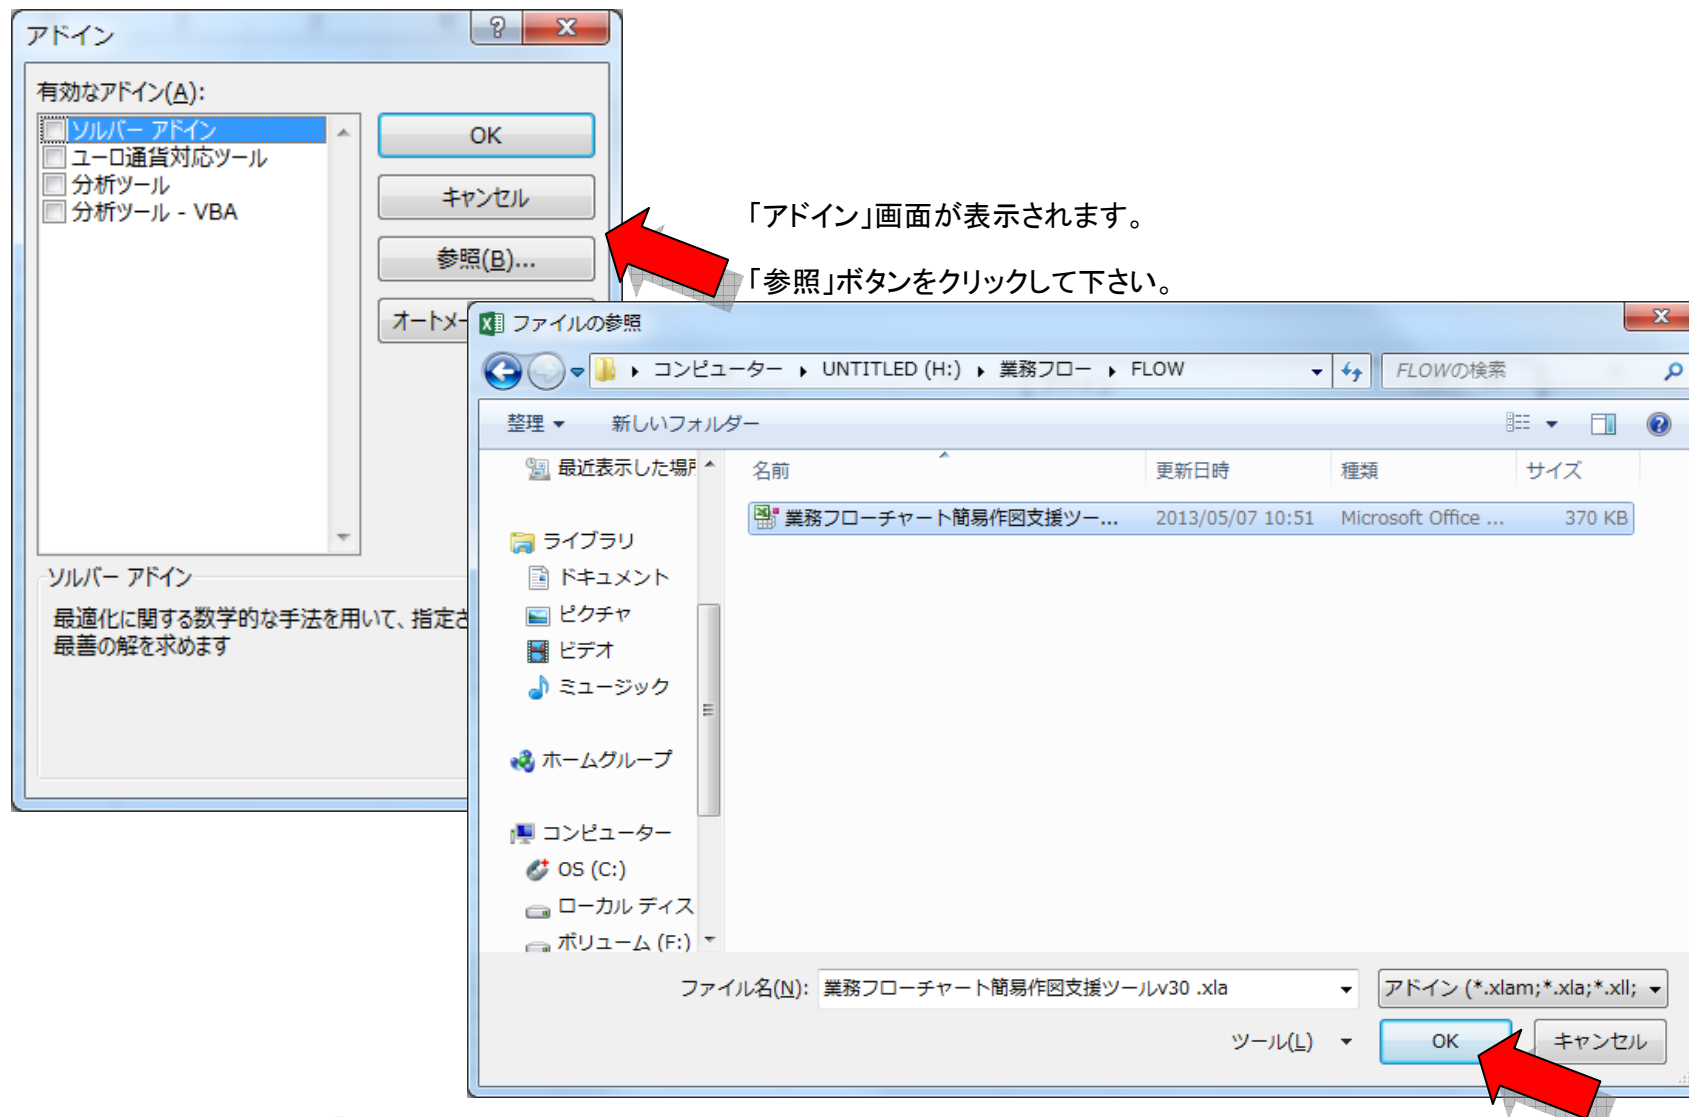 アドイン
有効なアドイン(A):
ソルバー アドイン
ユーロ通貨対応ツール
分析ツール
分析ツール - VBA
OK
キャンセル
参照(B)...
オートメー
ソルバー アドイン
最適化に関する数学的な手法を用いて、指定さ
最善の解を求めます
「アドイン」画面が表示されます。
「参照」ボタンをクリックして下さい。
ファイルの参照
コンピューター UNTITLED (H:) 業務フロー FLOW
FLOWの検索
整理 新しいフォルダー
最近表示した場所
ライブラリ
ドキュメント
ピクチャ
ビデオ
ミュージック
ホームグループ
コンピューター
OS (C:)
ローカル ディス
ボリューム (F:)
名前 更新日時 種類 サイズ
業務フローチャート簡易作図支援ツー... 2013/05/07 10:51 Microsoft Office ... 370 KB
ファイル名(N): 業務フローチャート簡易作図支援ツールv30 .xla
アドイン (*.xlam;*.xla;*.xll;
ツール(L)
OK
キャンセル